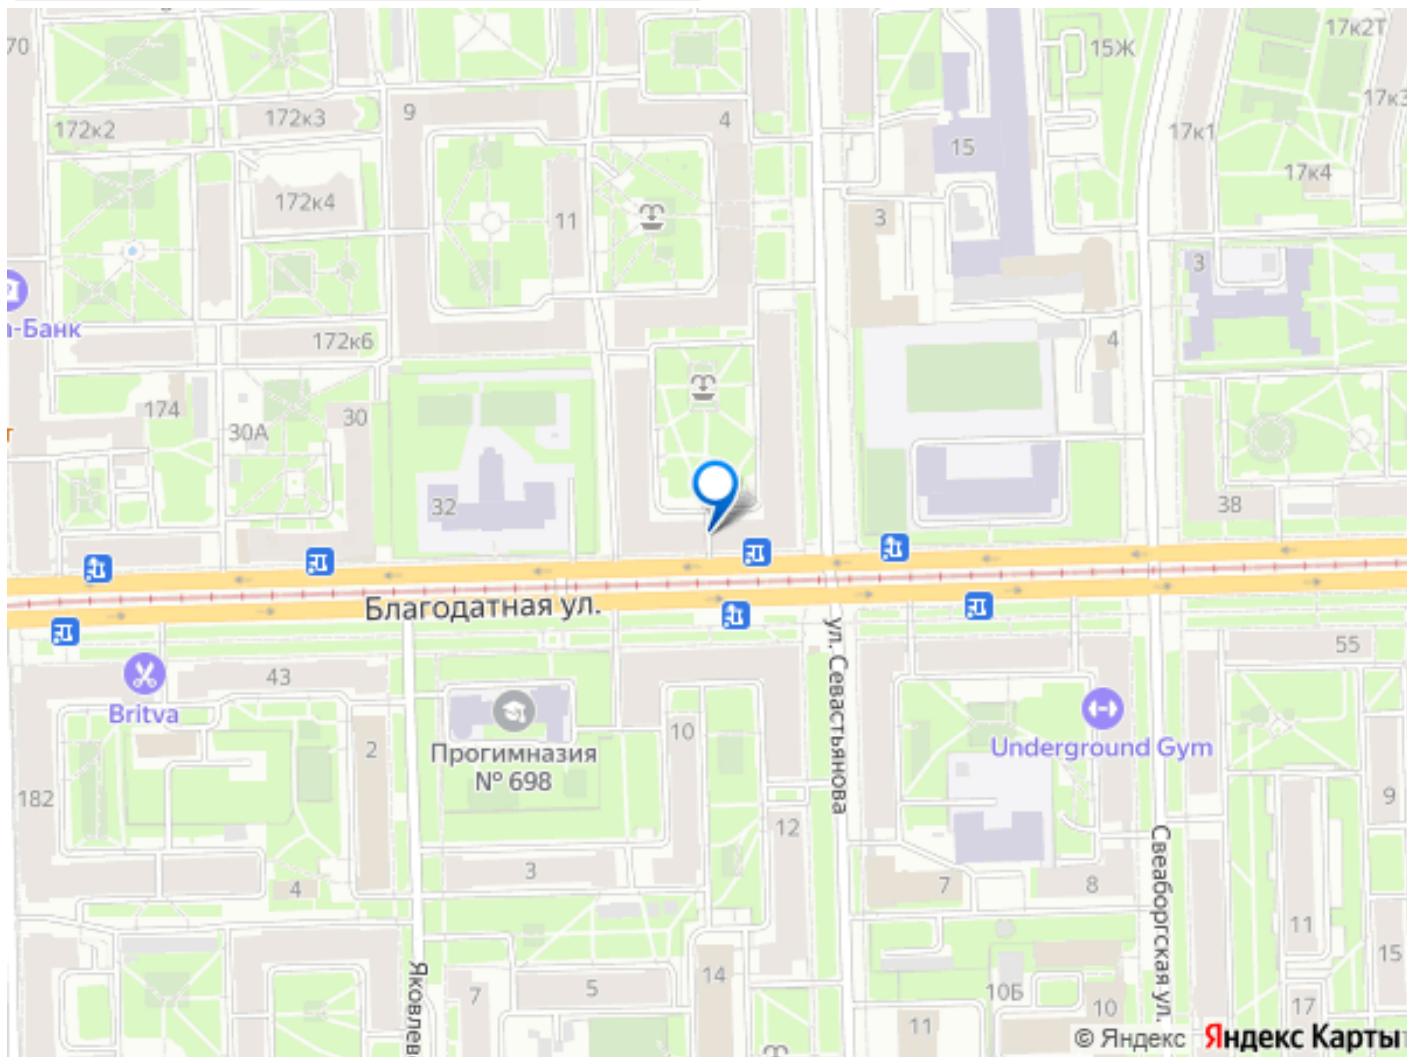 17к2Т
70
15Ж
17к3
9
172к3
4
172к2
17к1
15
17к4
172к4
11
3
3
а-Банк
172к6
4
174
30
30А
т
32
38
Благодатная ул.
ул. Севастьянова
55
43
Britva
10
2
Прогимназия
№ 698
Underground Gym
182
9
12
Свеаборгская ул.
3
4
7
8
11
15
Яковлев
14
7
5
10Б
10
17
11
© Яндекс Яндекс Карты